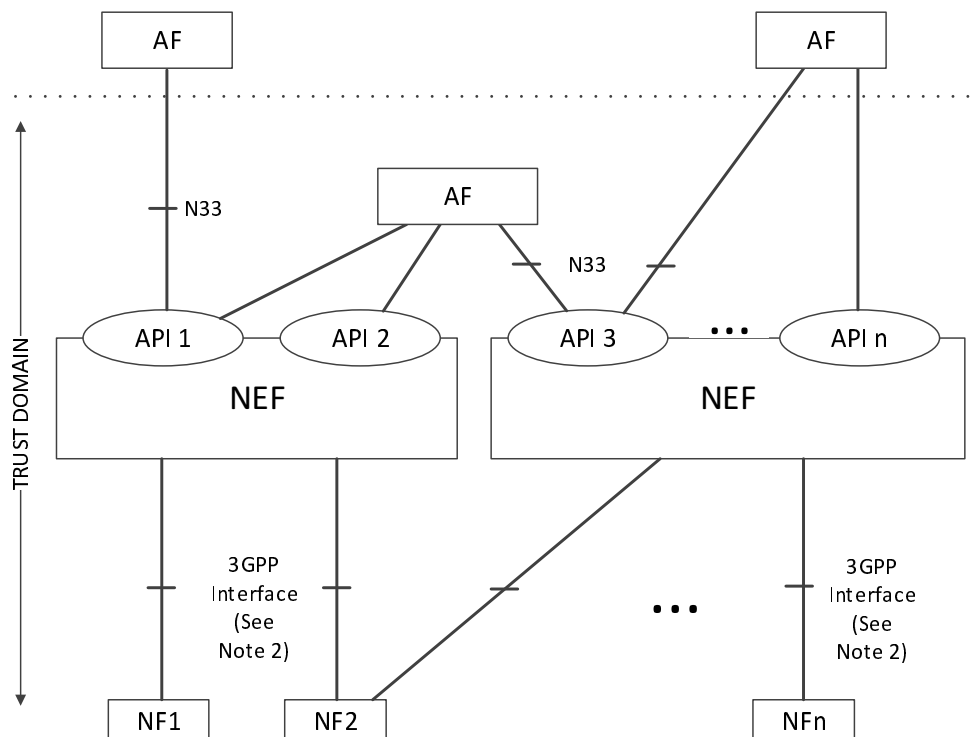 AF
AF
AF
N33
N33
API 1
API 2
API 3
...
API n
NEF
NEF
TRUST DOMAIN
3GPP
Interface
(See
Note 2)
...
3GPP
Interface
(See
Note 2)
NF1
NF2
NFn